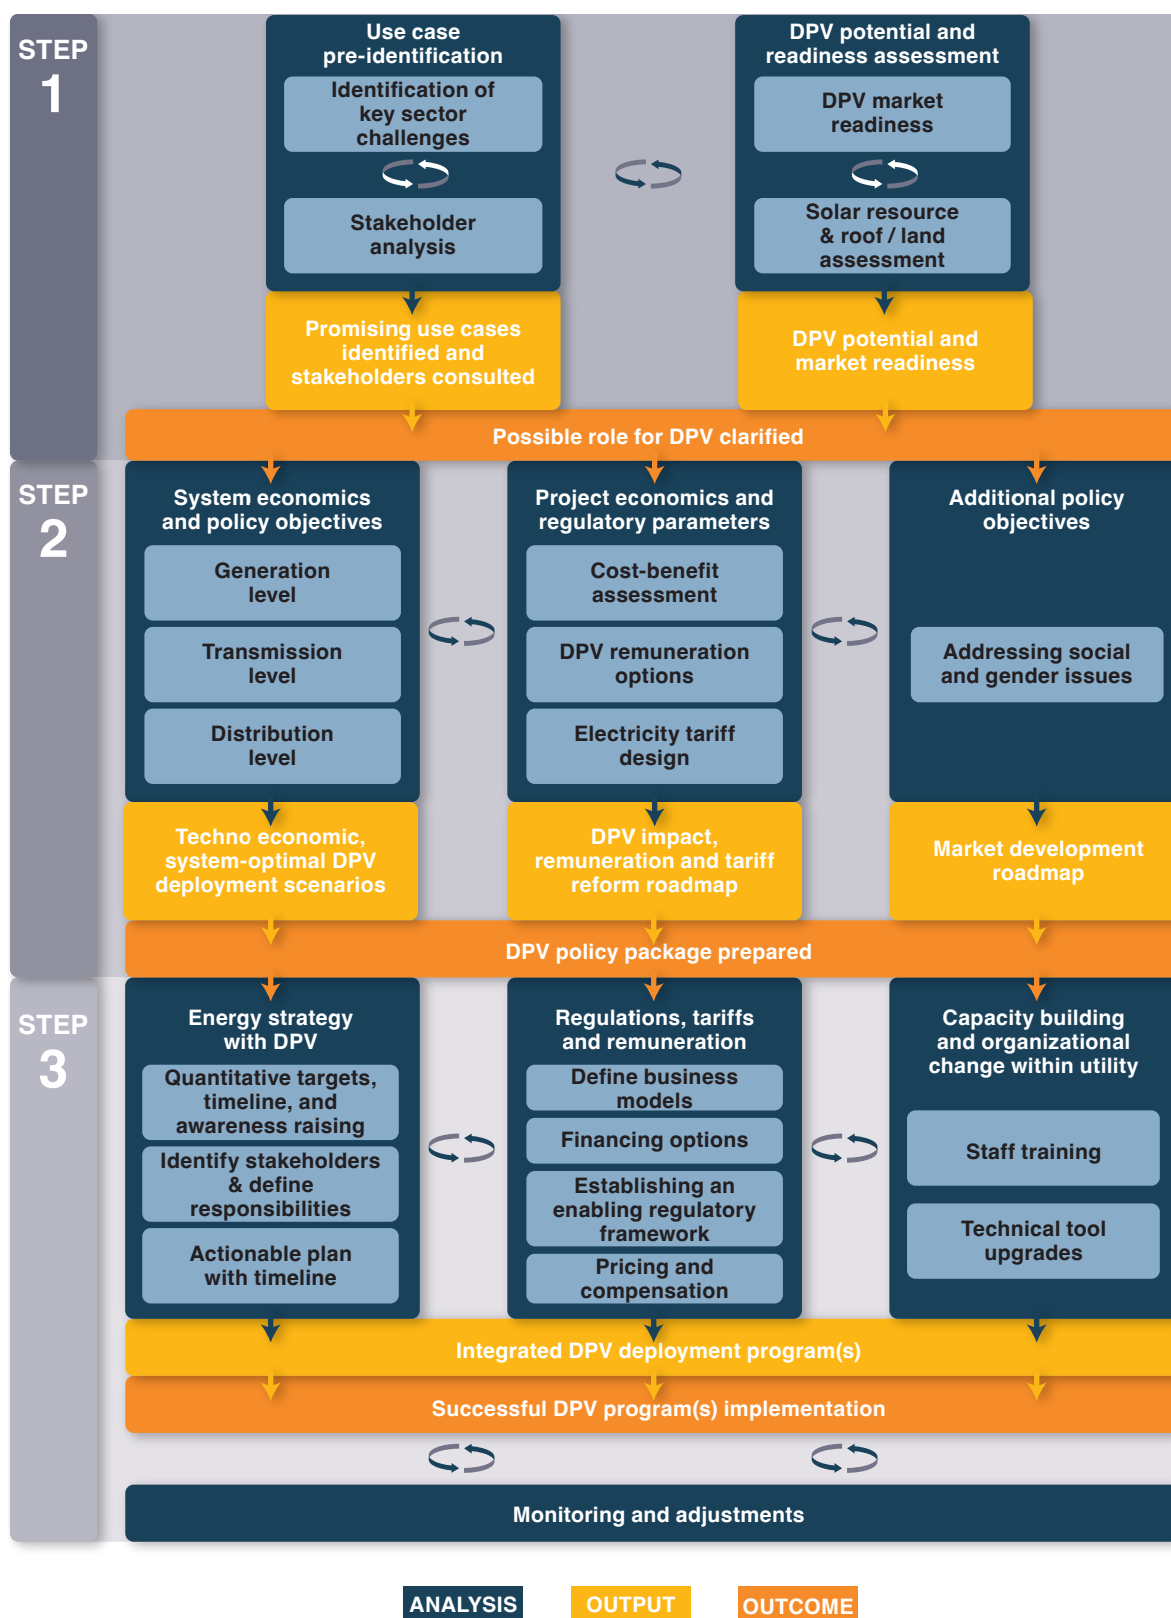 STEP
1
Use case
pre-identification
Identification of
key sector
challenges
Stakeholder
analysis
Promising use cases
identified and
stakeholders consulted
DPV potential and
readiness assessment
DPV market
readiness
Solar resource
& roof / land
assessment
DPV potential and
market readiness
Possible role for DPV clarified
STEP
2
System economics
and policy objectives
Generation
level
Transmission
level
Distribution
level
Techno economic,
system-optimal DPV
deployment scenarios
Project economics and
regulatory parameters
Cost-benefit
assessment
DPV remuneration
options
Electricity tariff
design
DPV impact,
remuneration and tariff
reform roadmap
Additional policy
objectives
Addressing social
and gender issues
Market development
roadmap
DPV policy package prepared
STEP
3
Energy strategy
with DPV
Quantitative targets,
timeline, and
awareness raising
Identify stakeholders
& define
responsibilities
Actionable plan
with timeline
Regulations, tariffs
and remuneration
Define business
models
Financing options
Establishing an
enabling regulatory
framework
Pricing and
compensation
Capacity building
and organizational
change within utility
Staff training
Technical tool
upgrades
Integrated DPV deployment program(s)
Successful DPV program(s) implementation
Monitoring and adjustments
ANALYSIS
OUTPUT
OUTCOME